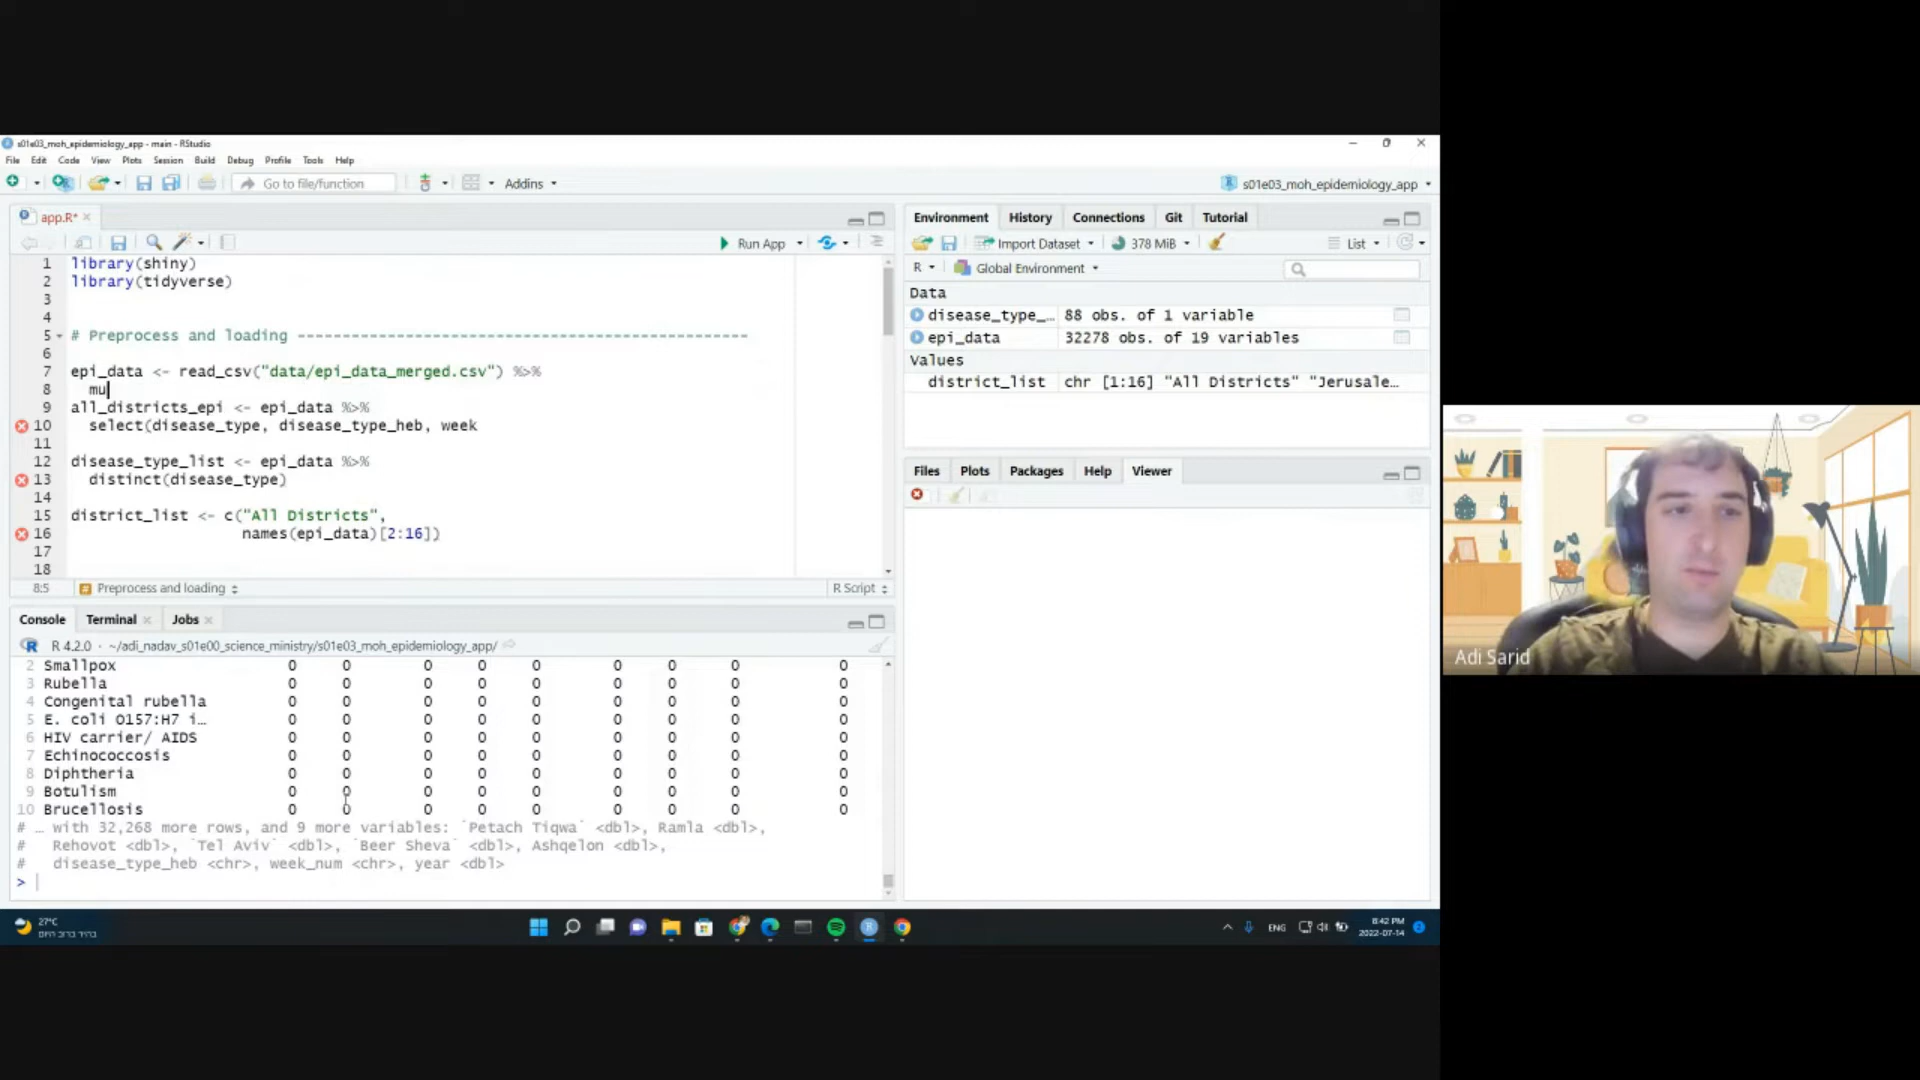 s01e03_moh_epidemiology_app - main - RStudio
File Edit Code View Plots Session Build Debug Profile Tools Help
Go to file/function Addins s01e03_moh_epidemiology_app
app.R*
Run App
1 library(shiny)
2 library(tidyverse)
3
4
5 # Preprocess and loading --------------------------------------------------
6
7 epi_data <- read_csv("data/epi_data_merged.csv") %>%
8 mu
9 all_districts_epi <- epi_data %>%
10 select(disease_type, disease_type_heb, week
11
12 disease_type_list <- epi_data %>%
13 distinct(disease_type)
14
15 district_list <- c("All Districts",
16 names(epi_data)[2:16])
17
18
8:5 Preprocess and loading R Script
Console Terminal Jobs
R 4.2.0 · ~/adi_nadav_s01e00_science_ministry/s01e03_moh_epidemiology_app/
2 Smallpox 0 0 0 0 0 0 0 0 0
3 Rubella 0 0 0 0 0 0 0 0 0
4 Congenital rubella 0 0 0 0 0 0 0 0 0
5 E. coli O157:H7 i… 0 0 0 0 0 0 0 0 0
6 HIV carrier/ AIDS 0 0 0 0 0 0 0 0 0
7 Echinococcosis 0 0 0 0 0 0 0 0 0
8 Diphtheria 0 0 0 0 0 0 0 0 0
9 Botulism 0 0 0 0 0 0 0 0 0
10 Brucellosis 0 0 0 0 0 0 0 0 0
# … with 32,268 more rows, and 9 more variables: `Petach Tiqwa` <dbl>, Ramla <dbl>,
# Rehovot <dbl>, `Tel Aviv` <dbl>, `Beer Sheva` <dbl>, Ashqelon <dbl>,
# disease_type_heb <chr>, week_num <chr>, year <dbl>
>
Environment History Connections Git Tutorial
Import Dataset 378 MiB List
R Global Environment
Data
disease_type_… 88 obs. of 1 variable
epi_data 32278 obs. of 19 variables
Values
district_list chr [1:16] "All Districts" "Jerusale…
Files Plots Packages Help Viewer
Adi Sarid
27°C
בהיר ברוב היום
ENG
8:42 PM
2022-07-14
2